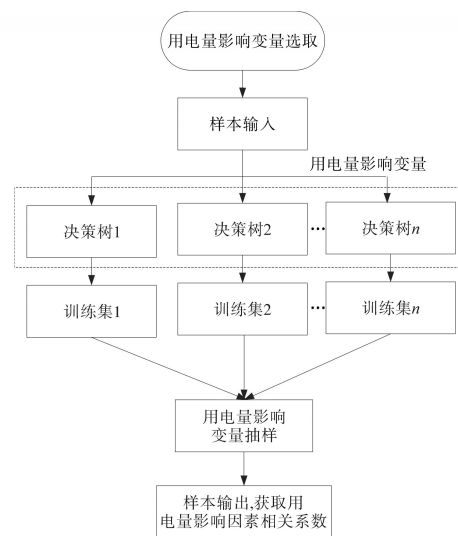 用电量影响变量选取
样本输入
用电量影响变量
决策树1
决策树2
...
决策树n
训练集1
训练集2
...
训练集n
用电量影响
变量抽样
样本输出,获取用
电量影响因素相关系数